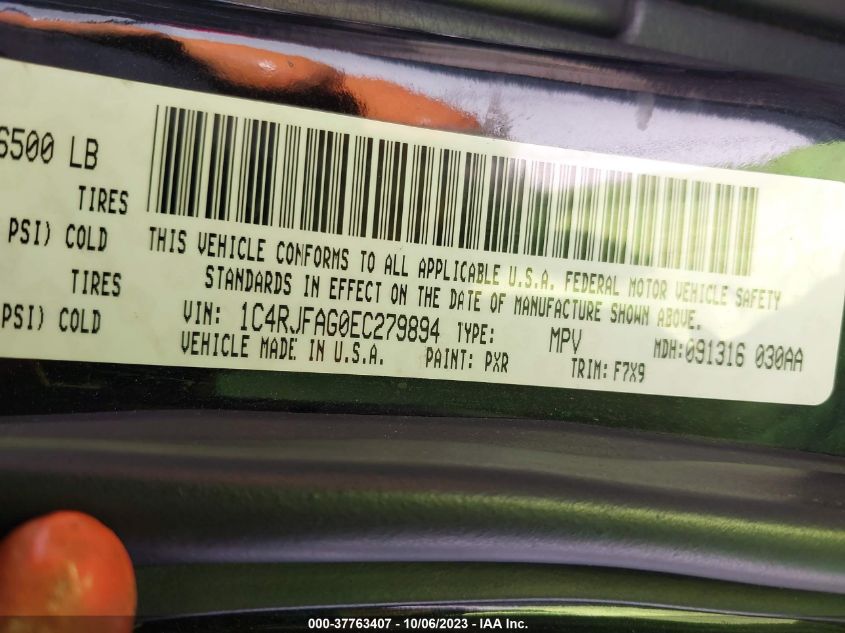 6500 LB
TIRES
PSI) COLD
TIRES
PSI) COLD
THIS VEHICLE CONFORMS TO ALL APPLICABLE U.S.A. FEDERAL MOTOR VEHICLE SAFETY
STANDARDS IN EFFECT ON THE DATE OF MANUFACTURE SHOWN ABOVE.
VIN: 1C4RJFAG0EC279894 TYPE: MPV MDH:091316 030AA
VEHICLE MADE IN U.S.A. PAINT: PXR TRIM: F7X9
000-37763407 - 10/06/2023 - IAA Inc.